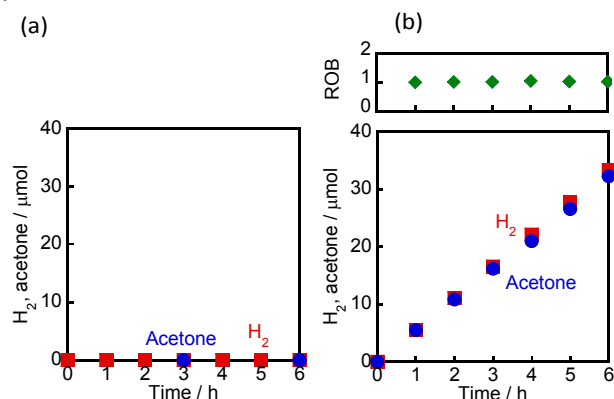 (a)
H₂, acetone / μmol
40
30
20
10
0
Acetone
H₂
0 1 2 3 4 5 6
Time / h
(b)
ROB
2
1
0
H₂, acetone / μmol
40
30
20
10
0
H₂
Acetone
0 1 2 3 4 5 6
Time / h